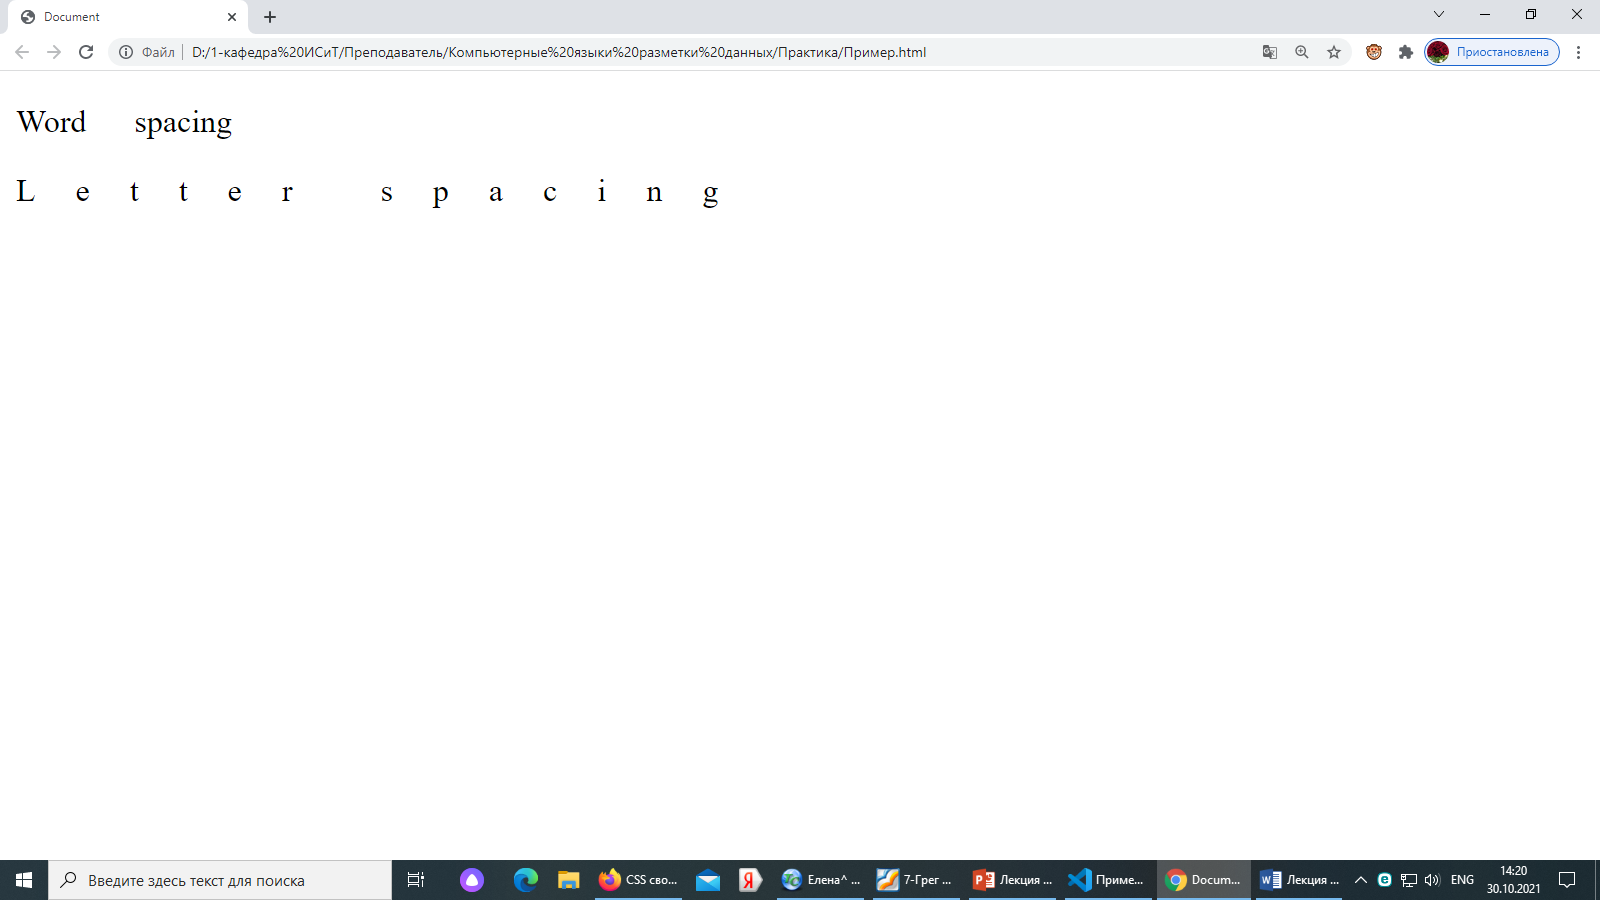 Document
Файл D:/1-кафедра%20ИСиТ/Преподаватель/Компьютерные%20языки%20разметки%20данных/Практика/Пример.html Приостановлена
Word spacing
L e t t e r s p a c i n g
Введите здесь текст для поиска Я CSS сво... Елена^ ... 7-Грег ... Лекция ... Приме... Docum... Лекция ... ENG 14:20
30.10.2021